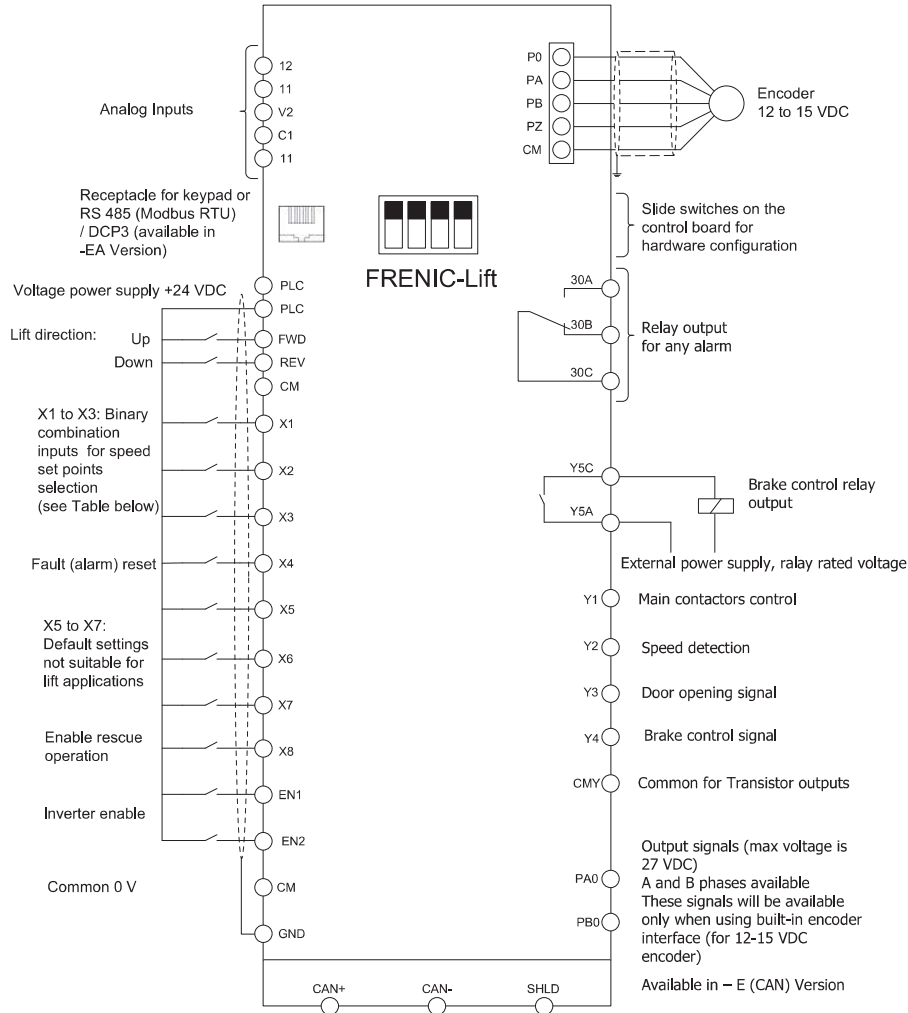 12
11
V2
C1
11
Analog Inputs
P0
PA
PB
PZ
CM
Encoder
12 to 15 VDC
Receptacle for keypad or
RS 485 (Modbus RTU)
/ DCP3 (available in
-EA Version)
FRENIC-Lift
Slide switches on the
control board for
hardware configuration
30A
30B
30C
Relay output
for any alarm
Voltage power supply +24 VDC
PLC
PLC
Lift direction:
Up
FWD
Down
REV
CM
X1 to X3: Binary
combination
inputs for speed
set points
selection
(see Table below)
X1
X2
X3
Fault (alarm) reset
X4
X5
X5 to X7:
Default settings
not suitable for
lift applications
X6
X7
Enable rescue
operation
X8
EN1
Inverter enable
EN2
Common 0 V
CM
GND
Y5C
Y5A
Brake control relay
output
External power supply, ralay rated voltage
Y1
Main contactors control
Y2
Speed detection
Y3
Door opening signal
Y4
Brake control signal
CMY
Common for Transistor outputs
PA0
PB0
Output signals (max voltage is
27 VDC)
A and B phases available
These signals will be available
only when using built-in encoder
interface (for 12-15 VDC
encoder)
CAN+
CAN-
SHLD
Available in – E (CAN) Version